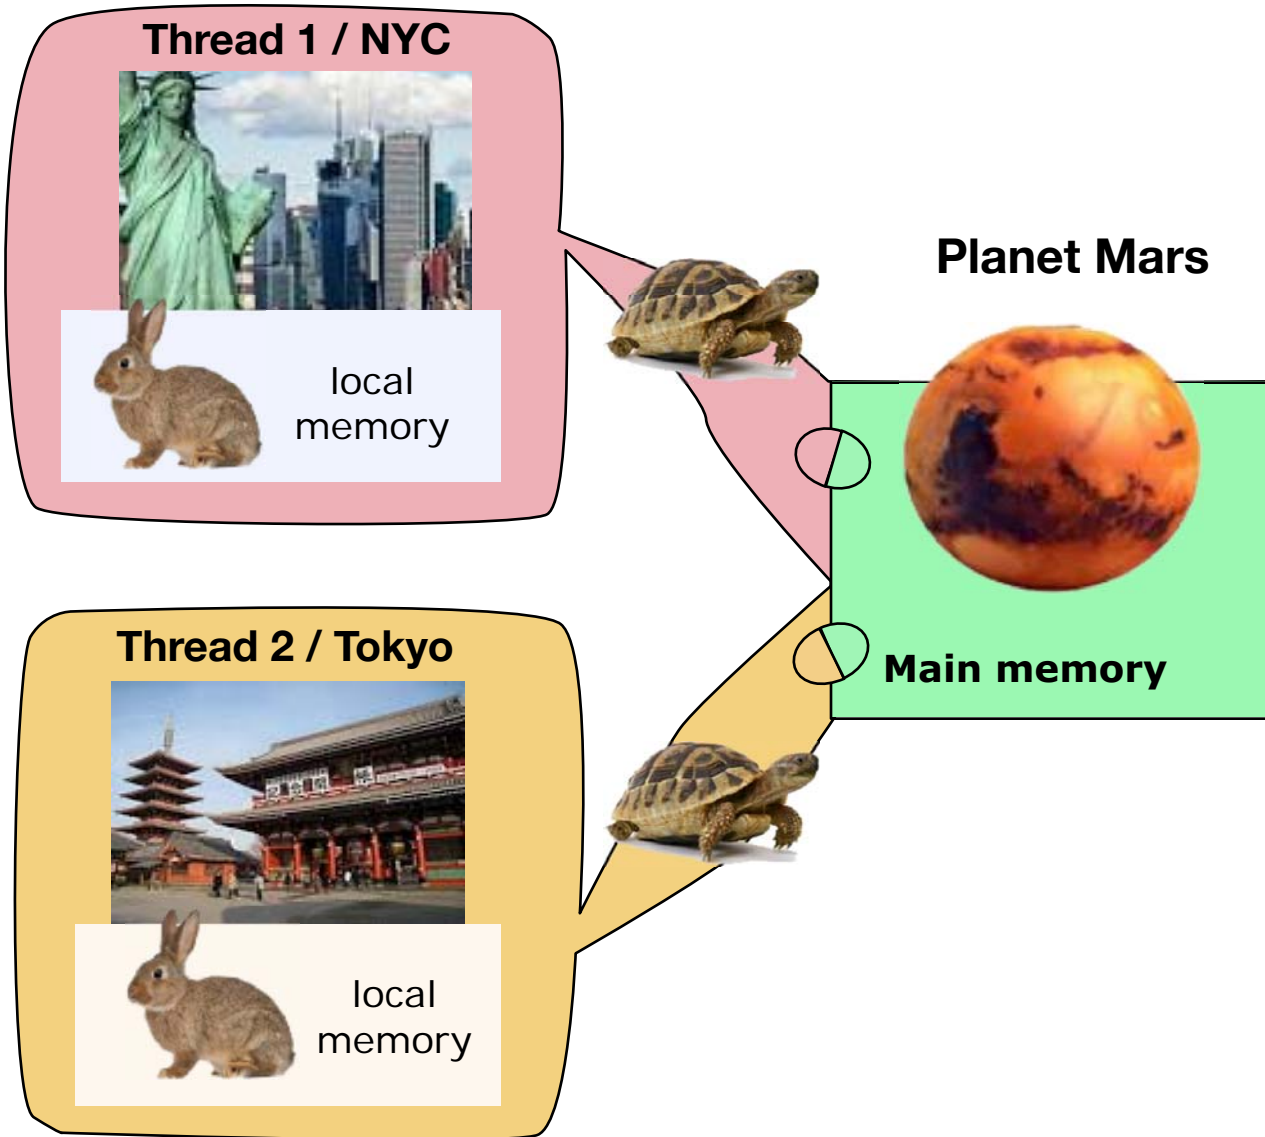 Thread 1 / NYC
local
memory
Planet Mars
Thread 2 / Tokyo
Main memory
local
memory